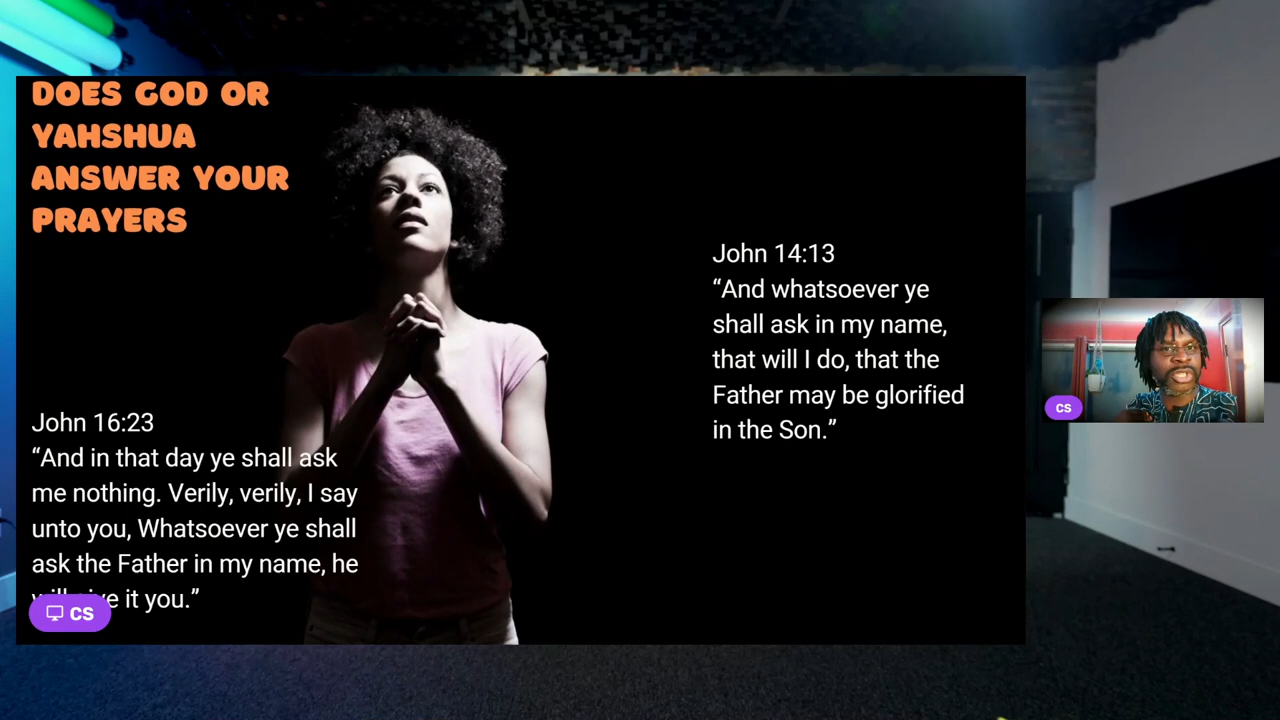 DOES GOD OR
YAHSHUA
ANSWER YOUR
PRAYERS
John 16:23
“And in that day ye shall ask
me nothing. Verily, verily, I say
unto you, Whatsoever ye shall
ask the Father in my name, he
it you.”
CS
John 14:13
“And whatsoever ye
shall ask in my name,
that will I do, that the
Father may be glorified
in the Son.”
CS